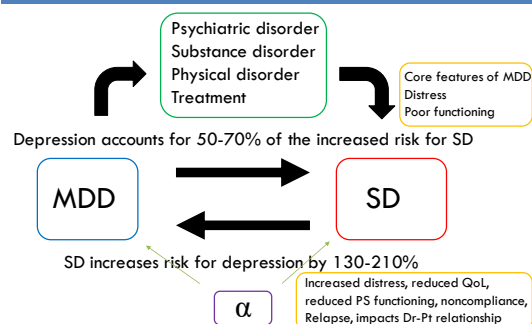 Psychiatric disorder
Substance disorder
Physical disorder
Treatment
Core features of MDD
Distress
Poor functioning
Depression accounts for 50-70% of the increased risk for SD
MDD
SD
SD increases risk for depression by 130-210%
α
Increased distress, reduced QoL,
reduced PS functioning, noncompliance,
Relapse, impacts Dr-Pt relationship